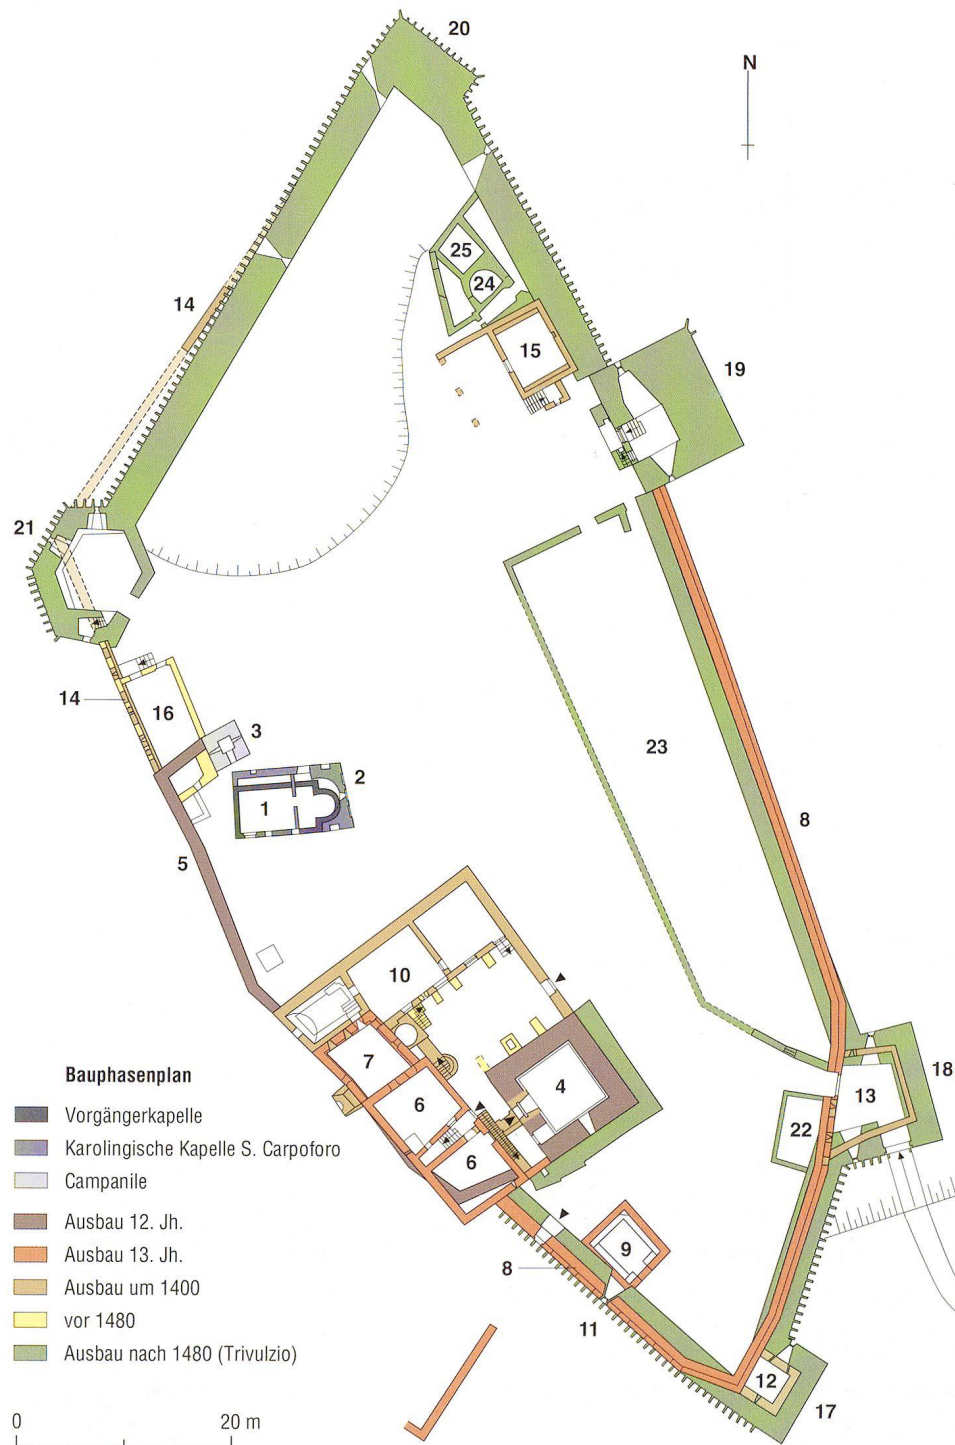 20
N
25
24
14
15
19
21
14
16
3
2
1
23
8
5
10
7
4
6
18
13
22
6
9
8
11
12
17
Bauphasenplan
Vorgängerkapelle
Karolingische Kapelle S. Carpoforo
Campanile
Ausbau 12. Jh.
Ausbau 13. Jh.
Ausbau um 1400
vor 1480
Ausbau nach 1480 (Trivulzio)
0 20 m